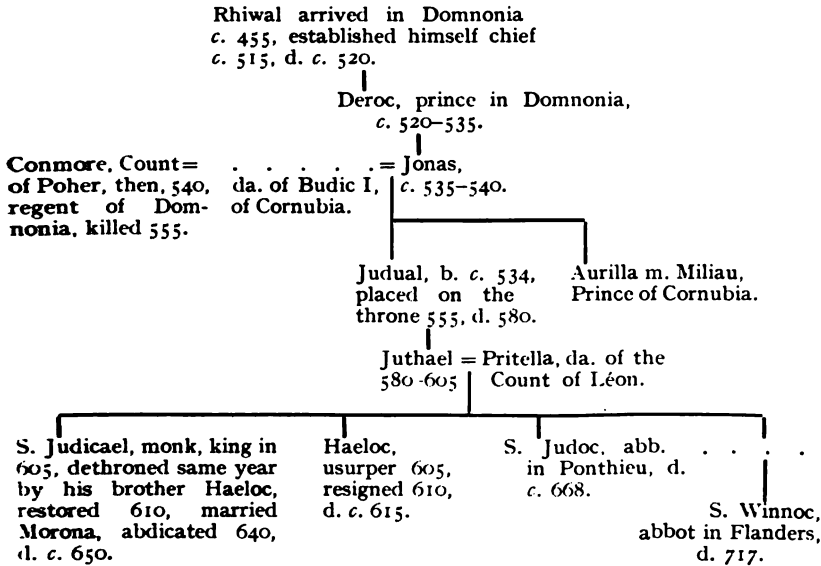 Rhiwal arrived in Domnonia
c. 455, established himself chief
c. 515, d. c. 520.
Deroc, prince in Domnonia,
c. 520–535.
Conmore, Count=
of Poher, then, 540,
regent of Dom-
nonia, killed 555.
. . . . . = Jonas,
da. of Budic I, c. 535–540.
of Cornubia.
Judual, b. c. 534,
placed on the
throne 555, d. 580.
Aurilla m. Miliau,
Prince of Cornubia.
Juthael = Pritella, da. of the
580-605 Count of Léon.
S. Judicael, monk, king in
605, dethroned same year
by his brother Haeloc,
restored 610, married
Morona, abdicated 640,
d. c. 650.
Haeloc,
usurper 605,
resigned 610,
d. c. 615.
S. Judoc, abb.
in Ponthieu, d.
c. 668.
. . . .
S. Winnoc,
abbot in Flanders,
d. 717.